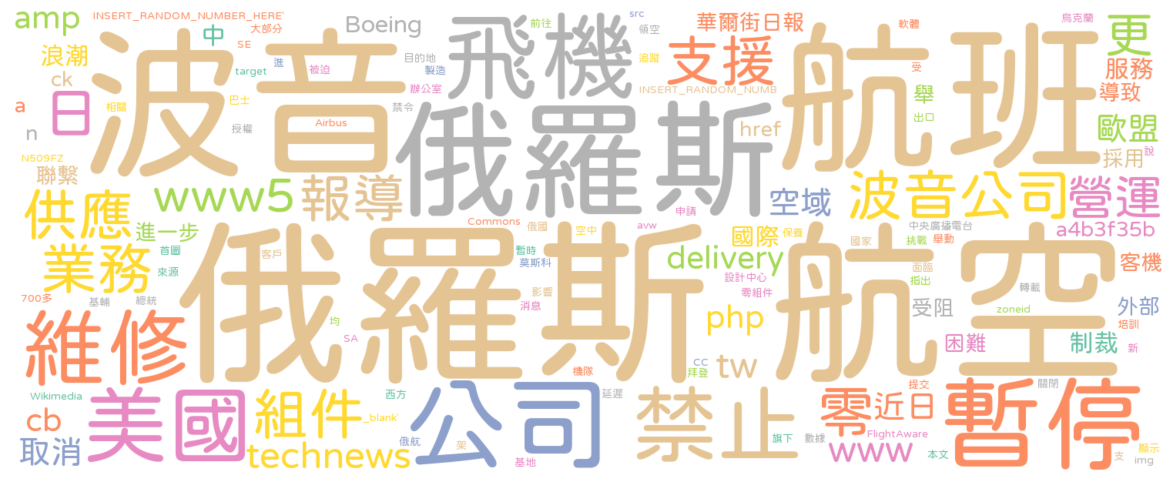 amp INSERT_RANDOM_NUMBER_HERE' 大部分 中 Boeing 前往 src 領空 華爾街日報 軟體 烏克蘭 更
浪潮 SE 波音 飛機 目的地 追蹤 支援 受 航班 服務
ck target 進 被迫 製造 辦公室 INSERT_RANDOM_NUMB 舉 導致
a 日 相關 巴士 禁令 俄羅斯 href 出口 歐盟
n 授權 Airbus 採用 說
N509FZ 聯繫 www5 報導 空域 波音公司 營運
供應 進一步 Commons 俄國 空中 申請 avw 國際 保養 中央廣播電台 a4b3f35b
業務 首圖 客戶 暫時 delivery 國家 挑戰 舉動 客機
來源 俄羅斯 莫斯科 設計中心 航空 面臨 指出
700多 基輔 總統 影響 零組件 轉載 外部
維修 消息 php 受阻 zoneid 培訓
均 SA 困難 制裁 新
Wikimedia 機隊 CC 拜登 tw 提交 關閉
cb 美國 組件 西方 公司 延遲 禁止 零 近日 暫停
_blank' 俄航 架 旗下 數據 FlightAware
取消 technews 基地 www 本文 支 顯示 img